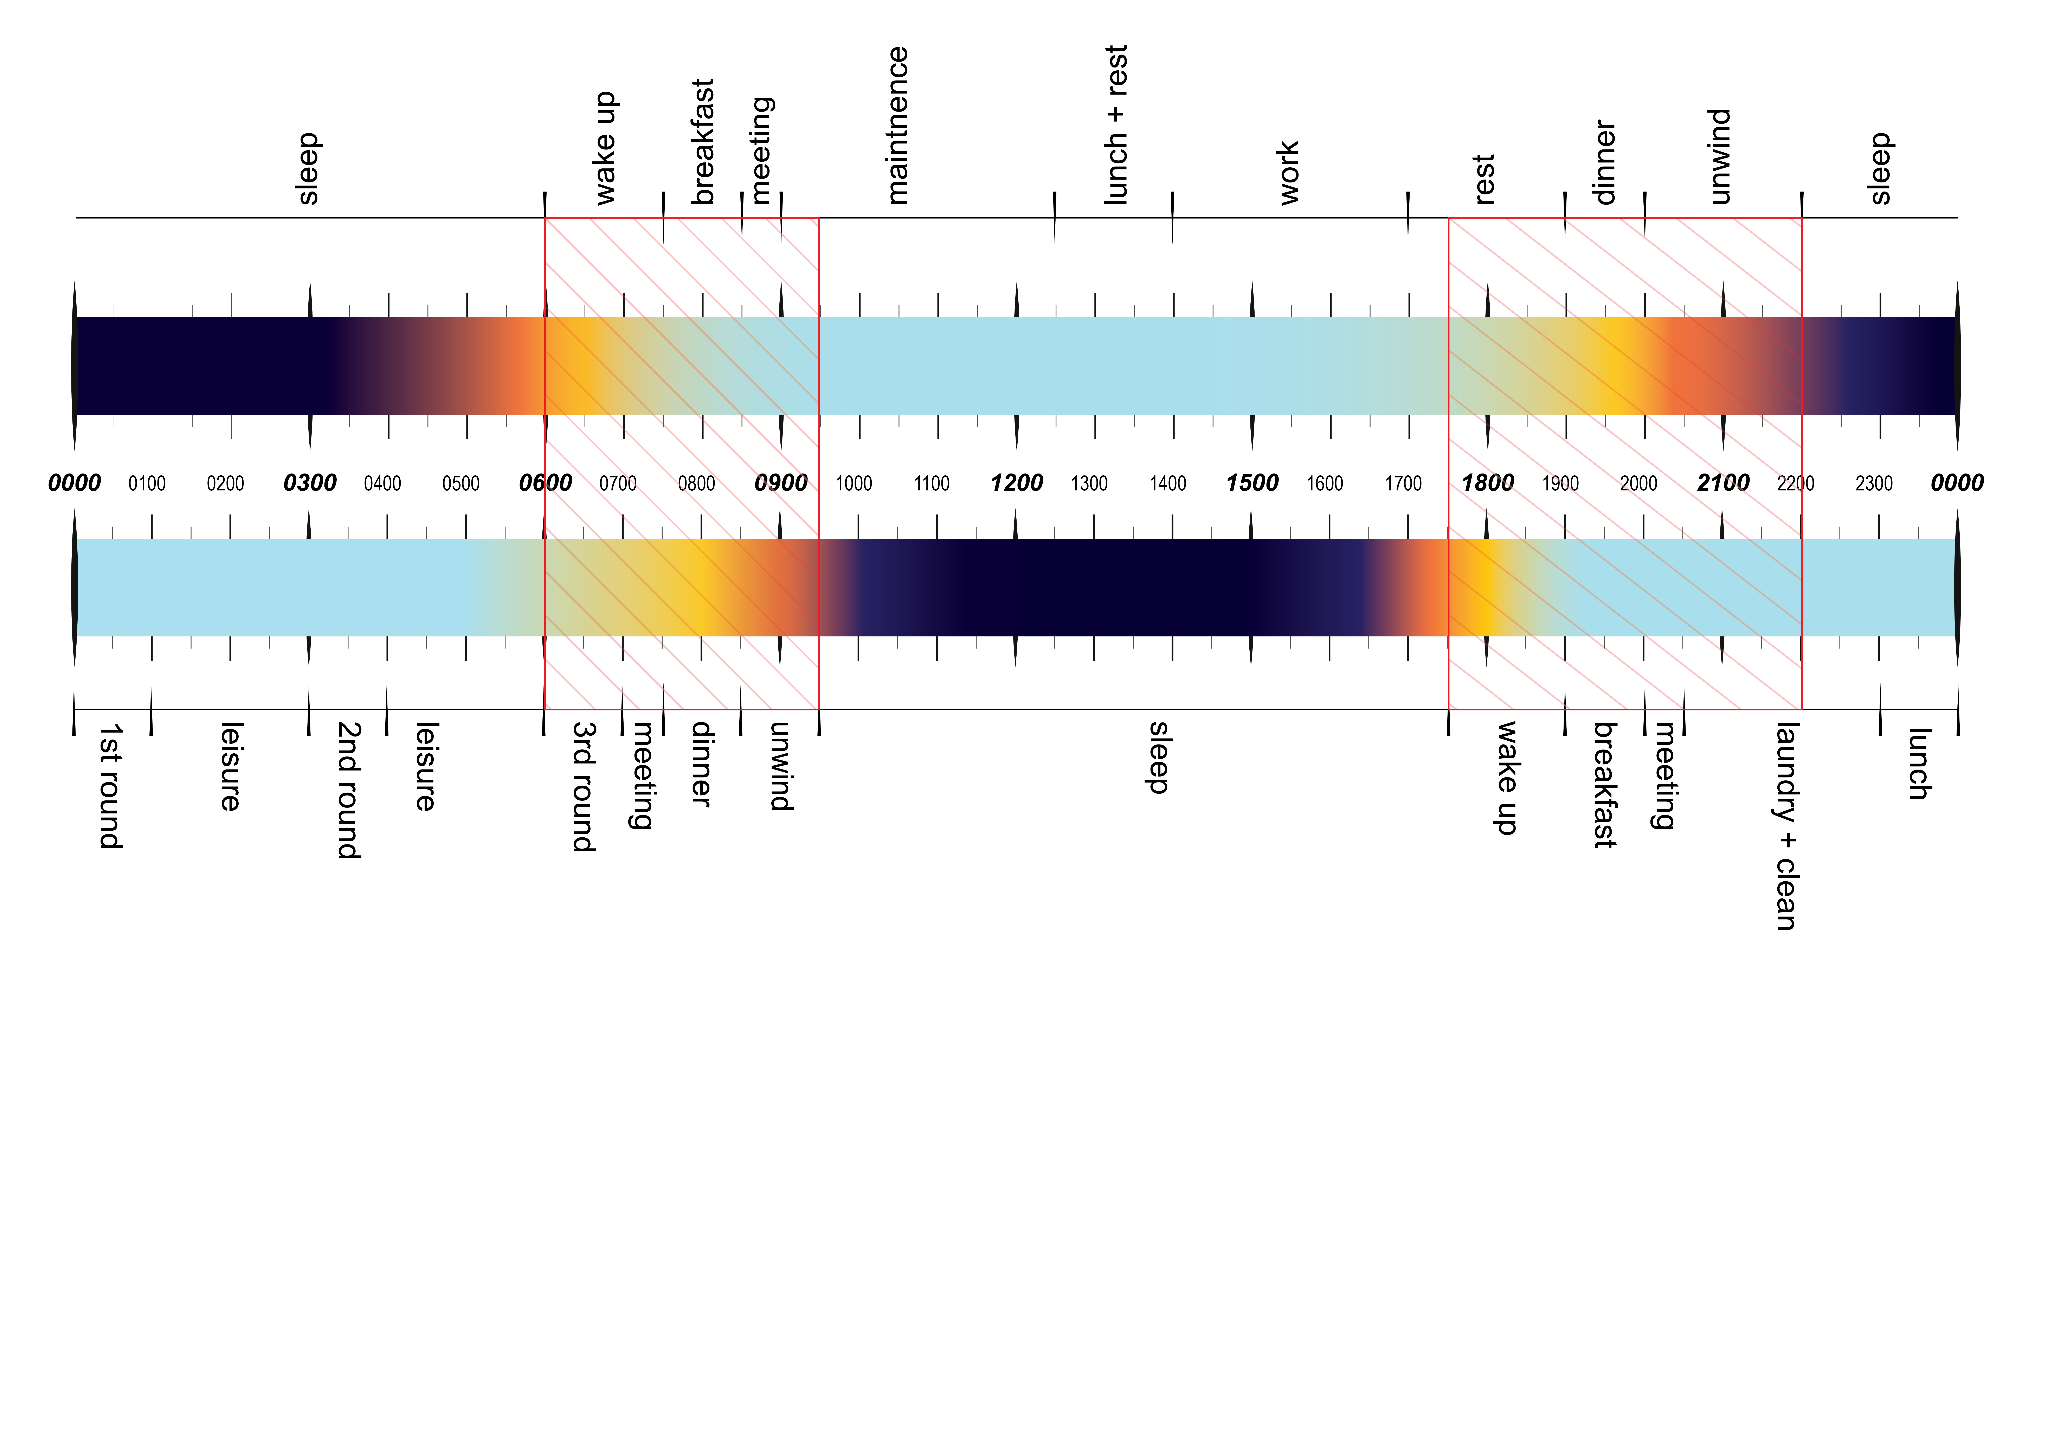 sleep
wake up
breakfast
meeting
maintnence
lunch + rest
work
rest
dinner
unwind
sleep
0000 0100 0200 0300 0400 0500 0600 0700 0800 0900 1000 1100 1200 1300 1400 1500 1600 1700 1800 1900 2000 2100 2200 2300 0000
1st round
leisure
2nd round
leisure
3rd round
meeting
dinner
unwind
sleep
wake up
breakfast
meeting
laundry + clean
lunch